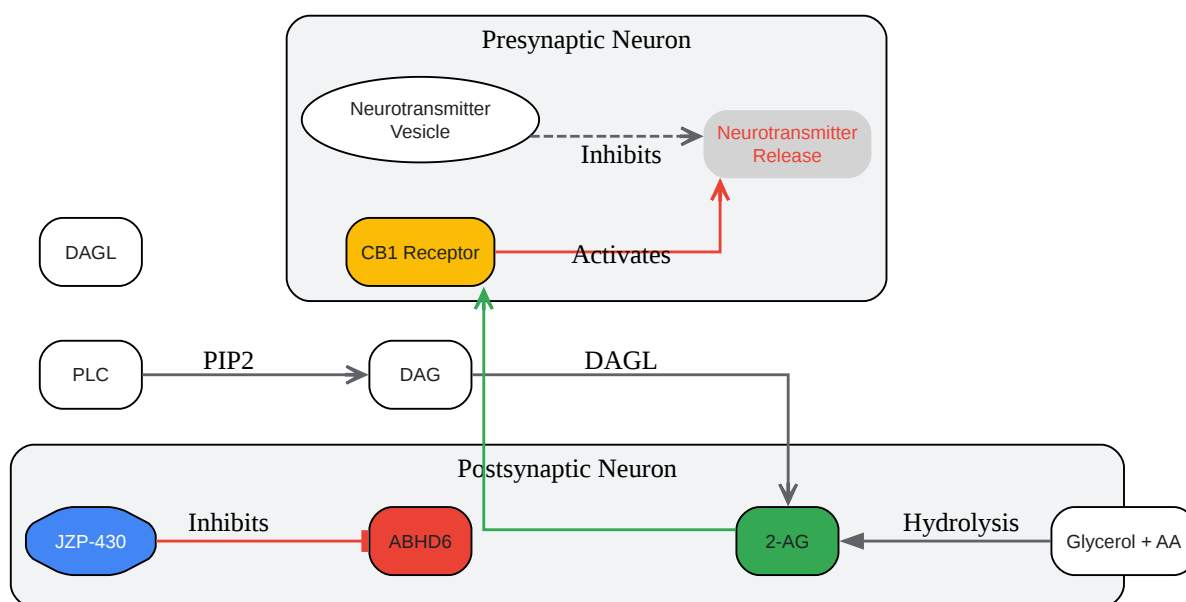 Presynaptic Neuron
Neurotransmitter
Vesicle
Inhibits
Neurotransmitter
Release
DAGL
CB1 Receptor
Activates
PLC
PIP2
DAG
DAGL
Postsynaptic Neuron
JZP-430
Inhibits
ABHD6
2-AG
Hydrolysis
Glycerol + AA